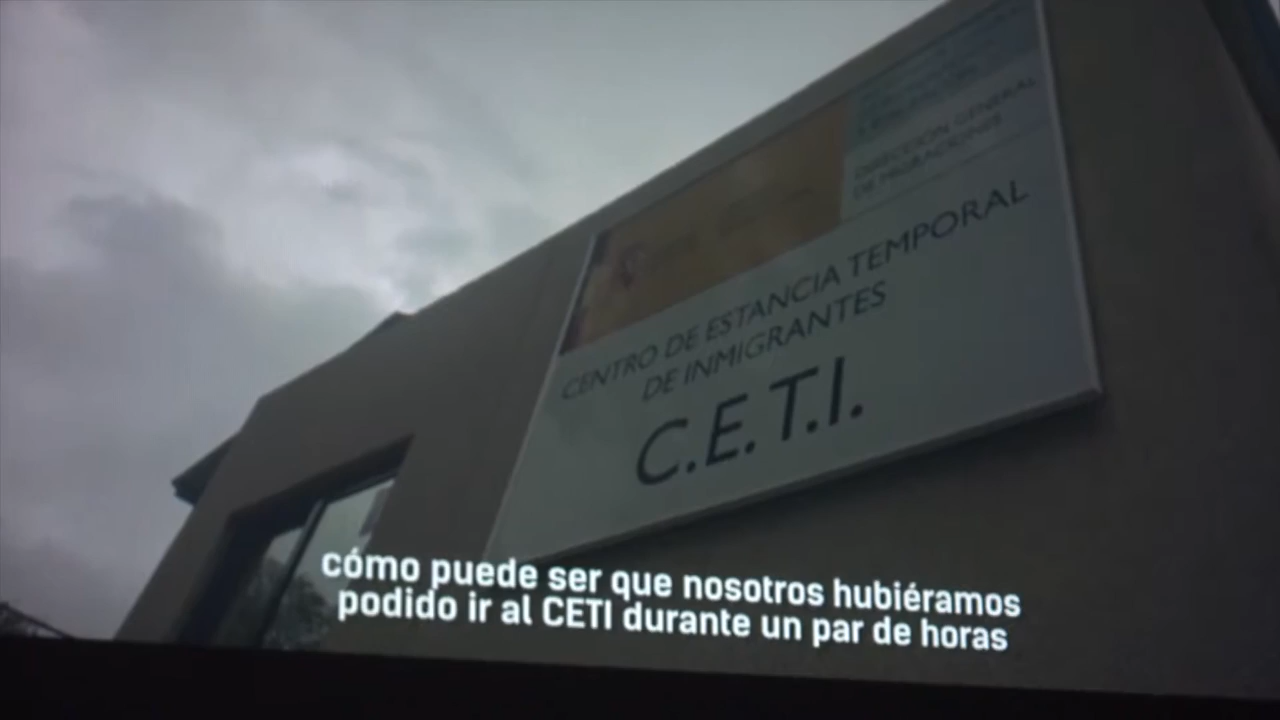 DIRECCIÓN GENERAL
DE MIGRACIONES
CENTRO DE ESTANCIA TEMPORAL
DE INMIGRANTES
C.E.T.I.
cómo puede ser que nosotros hubiéramos
podido ir al CETI durante un par de horas